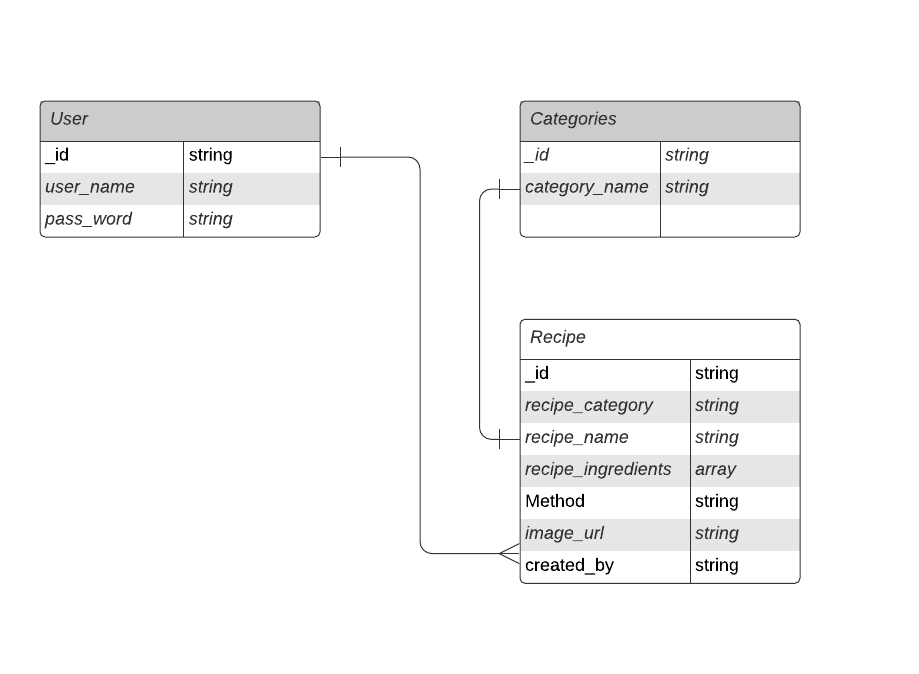 User
_id string
user_name string
pass_word string
Categories
_id string
category_name string
Recipe
_id string
recipe_category string
recipe_name string
recipe_ingredients array
Method string
image_url string
created_by string